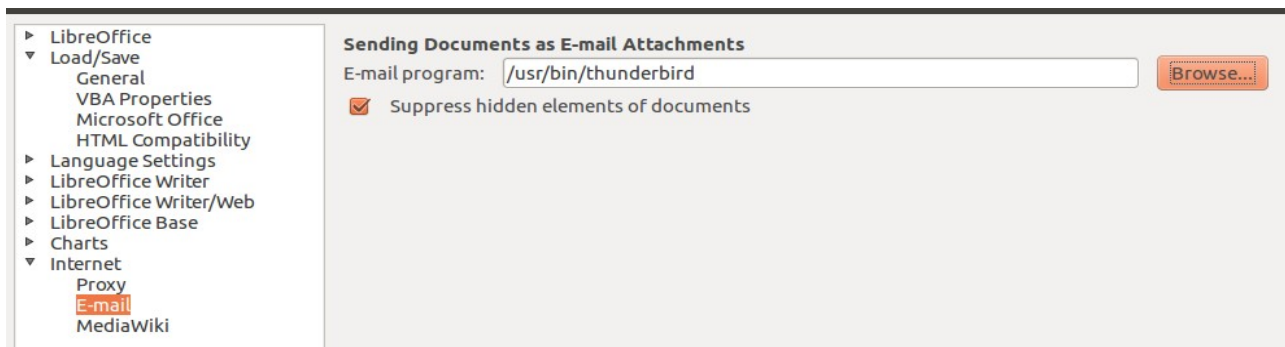 LibreOffice
Load/Save
General
VBA Properties
Microsoft Office
HTML Compatibility
Language Settings
LibreOffice Writer
LibreOffice Writer/Web
LibreOffice Base
Charts
Internet
Proxy
E-mail
MediaWiki
Sending Documents as E-mail Attachments
E-mail program: /usr/bin/thunderbird Browse...
Suppress hidden elements of documents